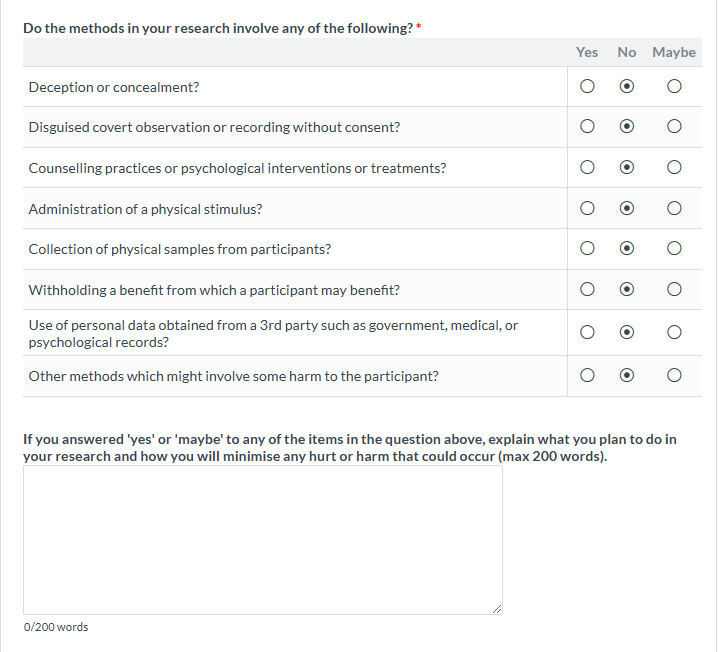 Do the methods in your research involve any of the following? *
Yes No Maybe
Deception or concealment?
Disguised covert observation or recording without consent?
Counselling practices or psychological interventions or treatments?
Administration of a physical stimulus?
Collection of physical samples from participants?
Withholding a benefit from which a participant may benefit?
Use of personal data obtained from a 3rd party such as government, medical, or
psychological records?
Other methods which might involve some harm to the participant?
If you answered 'yes' or 'maybe' to any of the items in the question above, explain what you plan to do in
your research and how you will minimise any hurt or harm that could occur (max 200 words).
0/200 words